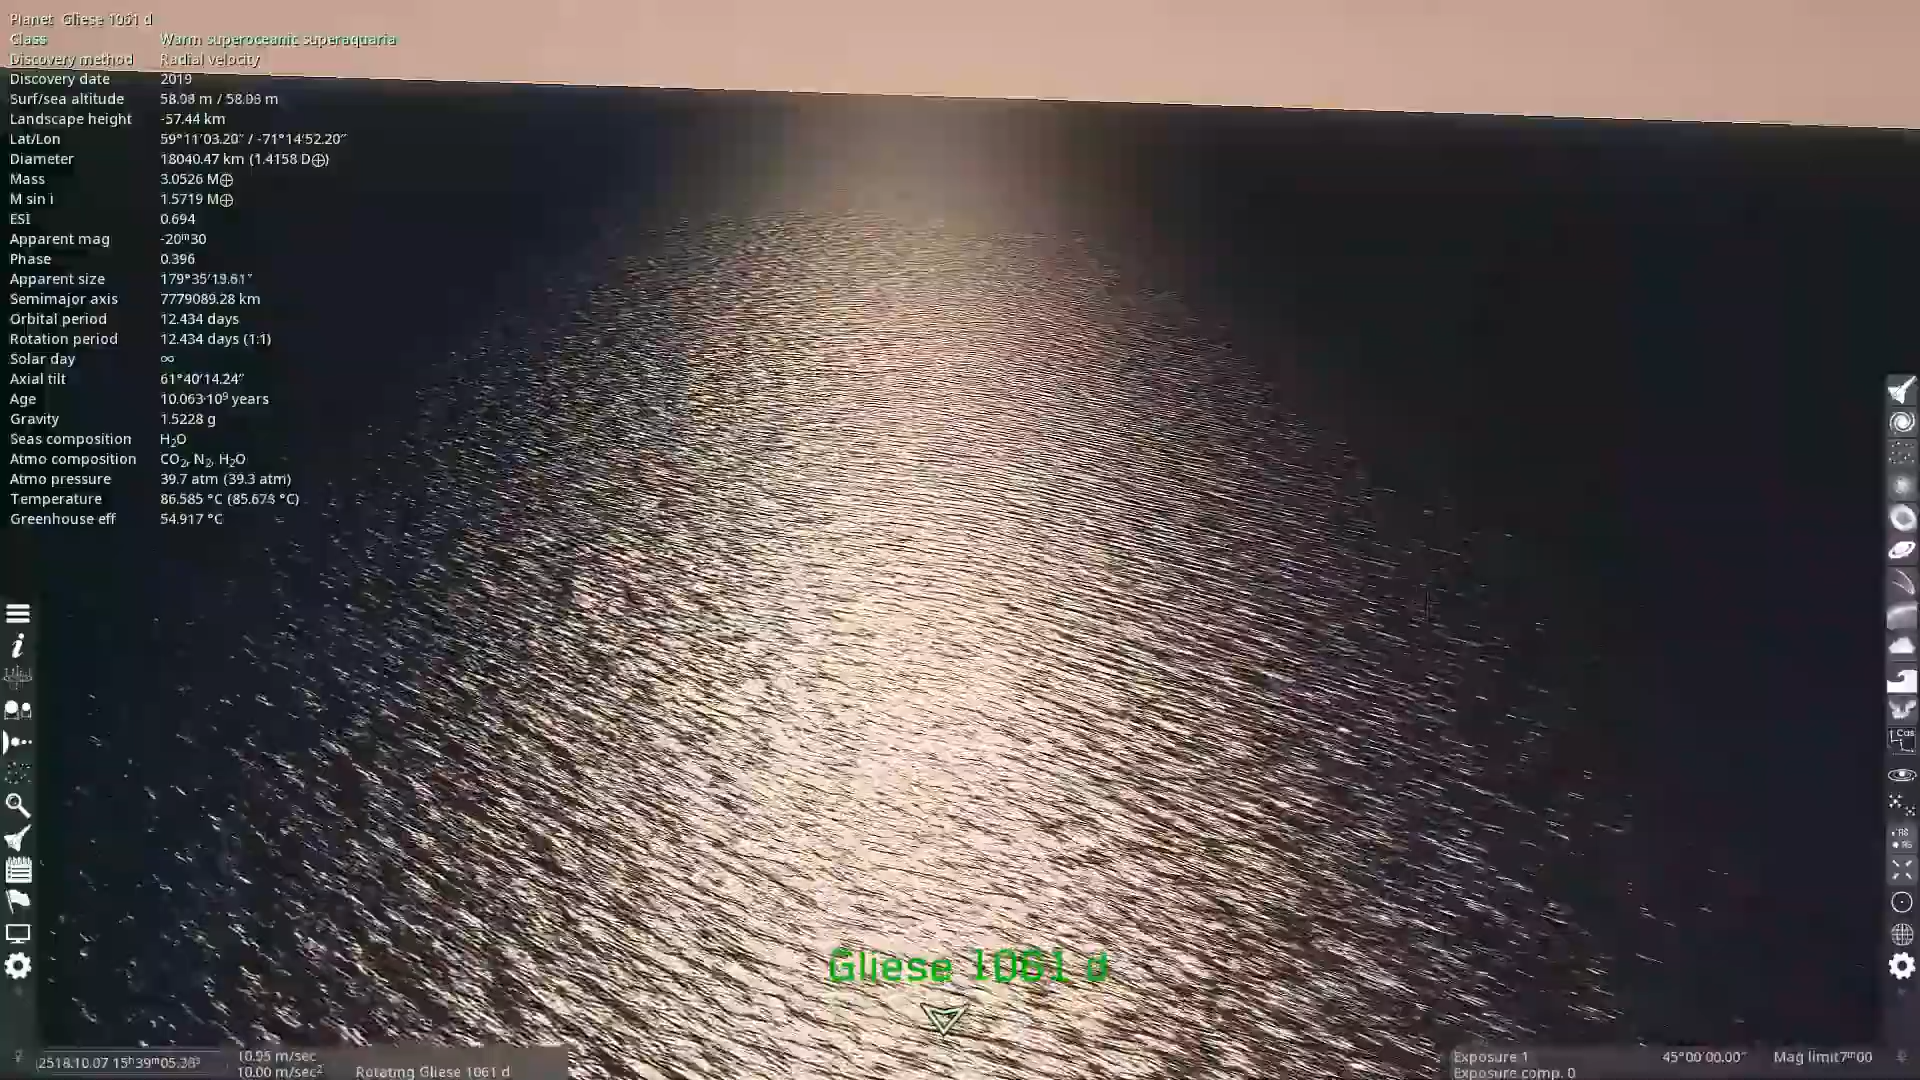 Planet Gliese 1061 d
Class Warm superoceanic superaquaria
Discovery method Radial velocity
Discovery date 2019
Surf/sea altitude 58.08 m / 58.08 m
Landscape height -57.44 km
Lat/Lon 59°11′03.20″ / -71°14′52.20″
Diameter 18040.47 km (1.4158 D⊕)
Mass 3.0526 M⊕
M sin i 1.5719 M⊕
ESI 0.694
Apparent mag -20ᵐ30
Phase 0.396
Apparent size 179°35′19.61″
Semimajor axis 7779089.28 km
Orbital period 12.434 days
Rotation period 12.434 days (1:1)
Solar day ∞
Axial tilt 61°40′14.24″
Age 10.063·10⁹ years
Gravity 1.5228 g
Seas composition H₂O
Atmo composition CO₂, N₂, H₂O
Atmo pressure 39.7 atm (39.3 atm)
Temperature 86.585 °C (85.678 °C)
Greenhouse eff 54.917 °C
Cas
Gliese 1061 d
2518.10.07 15ʰ39ᵐ05.28ˢ
10.95 m/sec
10.00 m/sec²
Rotating Gliese 1061 d
Exposure 1
Exposure comp. 0
45°00′00.00″
Mag limit 7ᵐ00